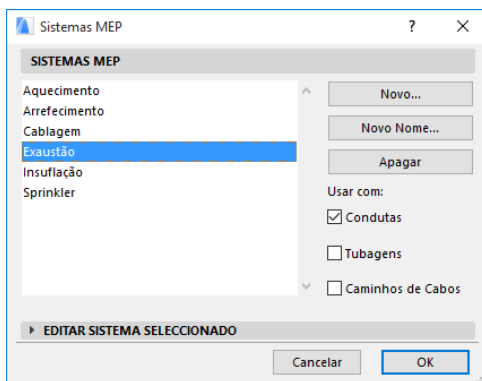 Sistemas MEP
?
SISTEMAS MEP
Aquecimento
Arrefecimento
Cablagem
Exaustão
Insuflação
Sprinkler
Novo...
Novo Nome...
Apagar
Usar com:
Condutas
Tubagens
Caminhos de Cabos
EDITAR SISTEMA SELECCIONADO
Cancelar
OK